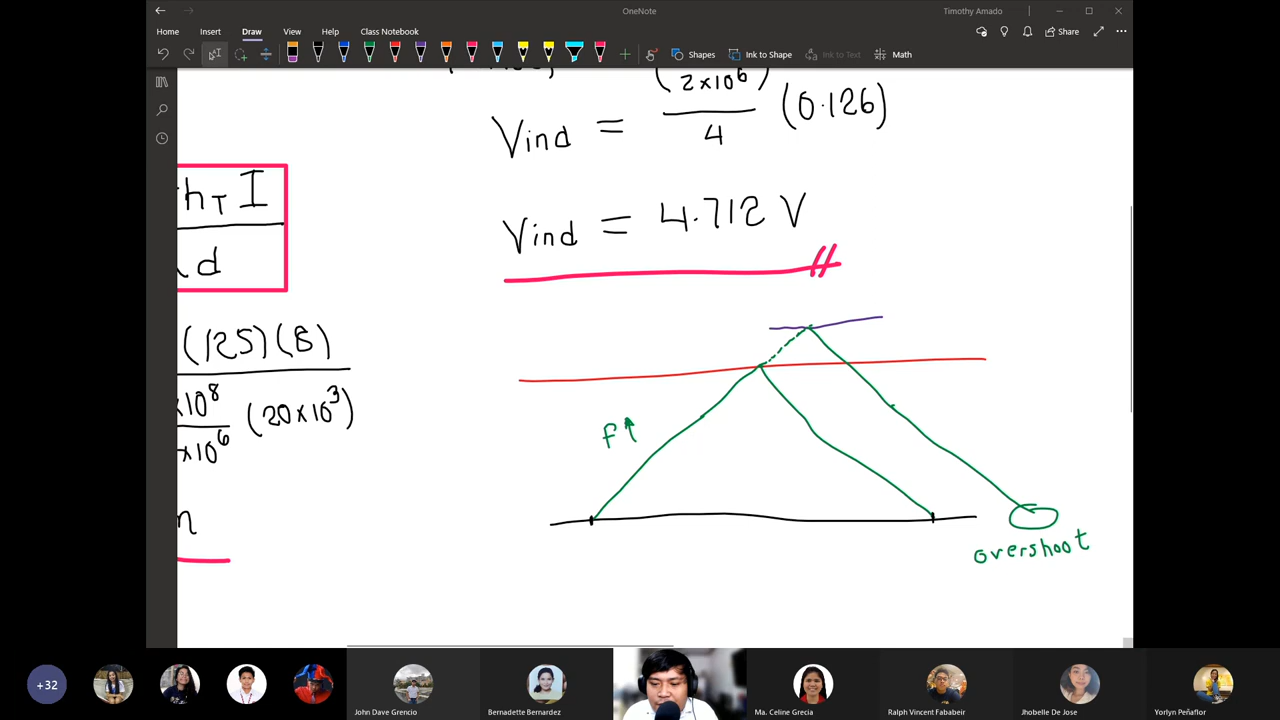 OneNote
Timothy Amado
Home Insert Draw View Help Class Notebook
Share
Shapes Ink to Shape Ink to Text Math
(2×10⁶)
Vind = ―― (0.126)
4
hT I
d
Vind = 4.712 V
(125)(8)
×10⁸
×10⁶ (20×10³)
f↑
overshoot
+32
John Dave Grencio
Bernadette Bernardez
Ma. Celine Grecia
Ralph Vincent Fababeir
Jhobelle De Jose
Yorlyn Peñaflor